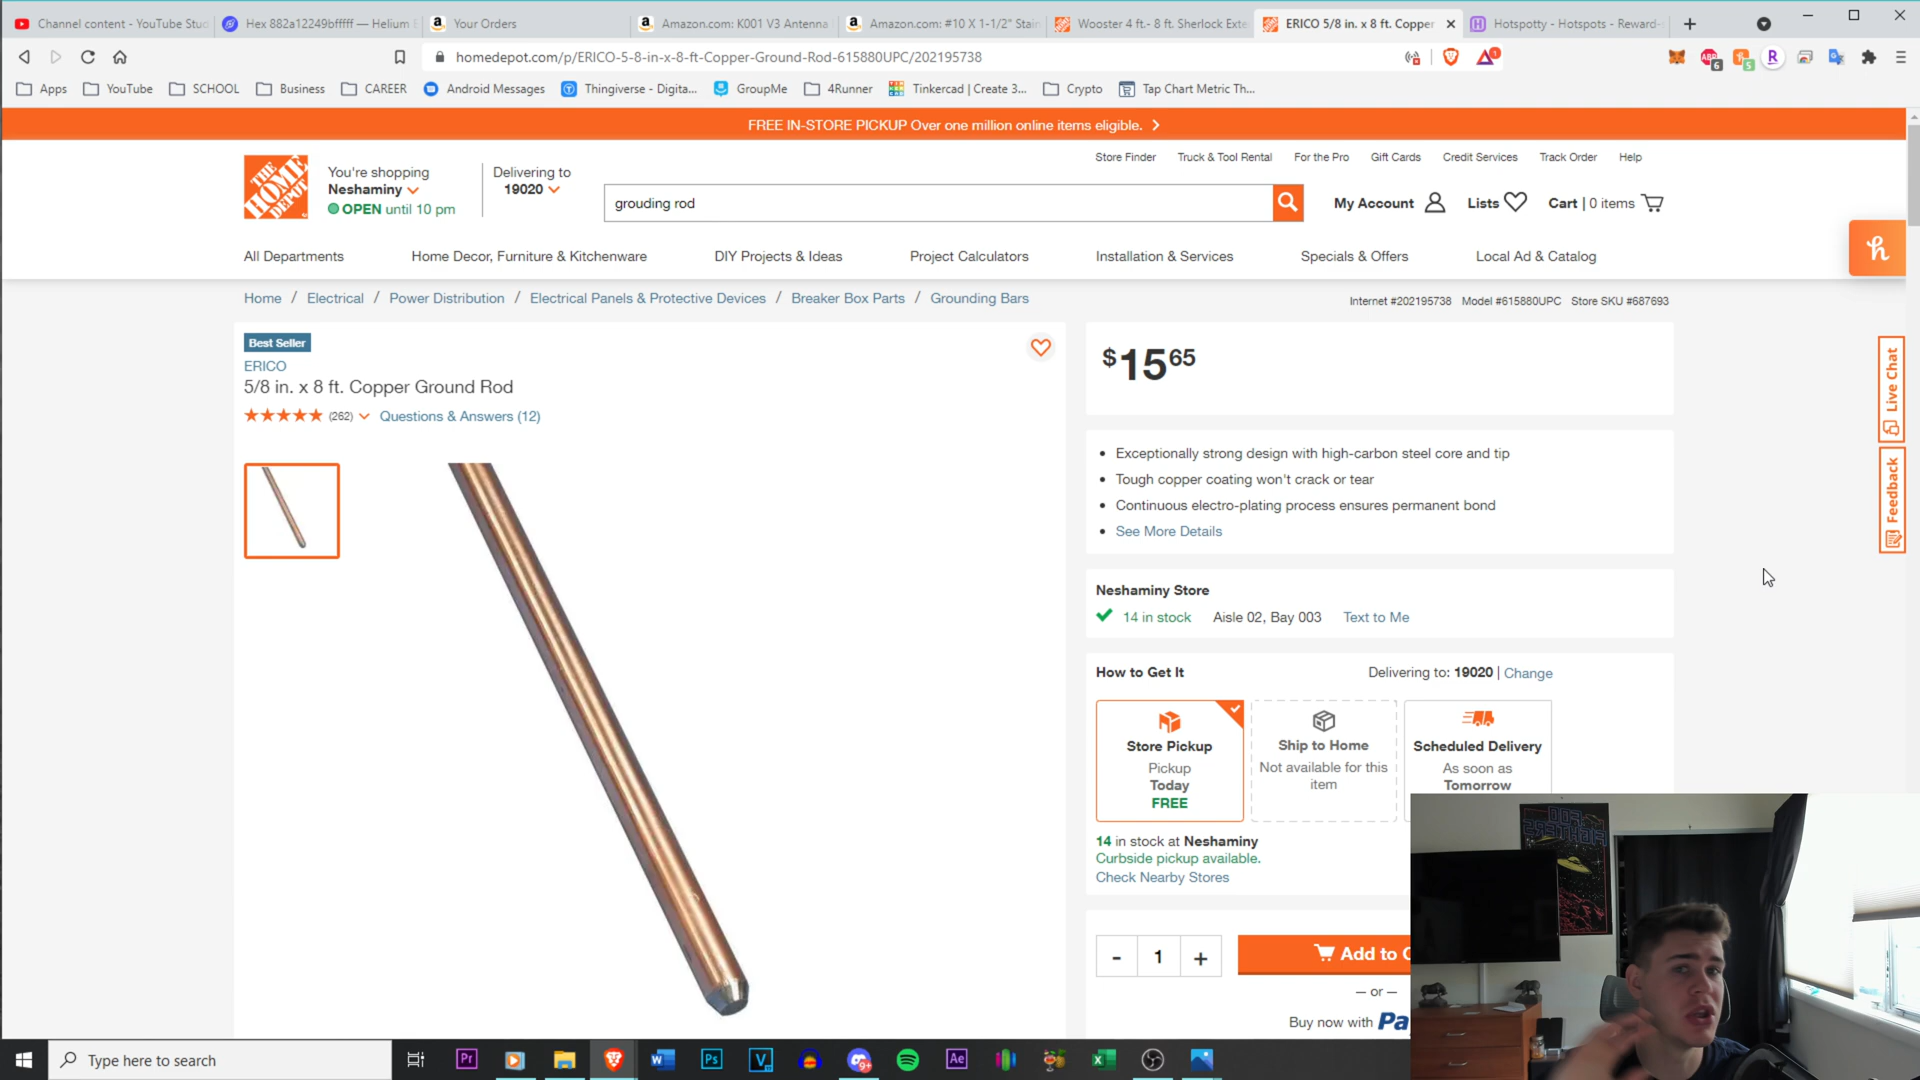 Channel content - YouTube Stud
Hex 882a12249bfffff — Helium E
Your Orders
Amazon.com: K001 V3 Antenna
Amazon.com: #10 X 1-1/2" Stain
Wooster 4 ft.- 8 ft. Sherlock Exte
ERICO 5/8 in. x 8 ft. Copper
Hotspotty - Hotspots - Reward-s
homedepot.com/p/ERICO-5-8-in-x-8-ft-Copper-Ground-Rod-615880UPC/202195738
Apps
YouTube
SCHOOL
Business
CAREER
Android Messages
Thingiverse - Digita...
GroupMe
4Runner
Tinkercad | Create 3...
Crypto
Tap Chart Metric Th...
FREE IN-STORE PICKUP Over one million online items eligible.
Store Finder
Truck & Tool Rental
For the Pro
Gift Cards
Credit Services
Track Order
Help
THE HOME DEPOT
You're shopping
Neshaminy
OPEN until 10 pm
Delivering to
19020
grouding rod
My Account
Lists
Cart | 0 items
All Departments
Home Decor, Furniture & Kitchenware
DIY Projects & Ideas
Project Calculators
Installation & Services
Specials & Offers
Local Ad & Catalog
Home / Electrical / Power Distribution / Electrical Panels & Protective Devices / Breaker Box Parts / Grounding Bars
Internet #202195738 Model #615880UPC Store SKU #687693
Best Seller
ERICO
5/8 in. x 8 ft. Copper Ground Rod
(262)
Questions & Answers (12)
$15 65
Exceptionally strong design with high-carbon steel core and tip
Tough copper coating won't crack or tear
Continuous electro-plating process ensures permanent bond
See More Details
Live Chat
Feedback
Neshaminy Store
14 in stock
Aisle 02, Bay 003
Text to Me
How to Get It
Delivering to: 19020 | Change
Store Pickup
Pickup
Today
FREE
Ship to Home
Not available for this
item
Scheduled Delivery
As soon as
Tomorrow
14 in stock at Neshaminy
Curbside pickup available.
Check Nearby Stores
- 1 +
Add to C
— or —
Buy now with Pa
FOO
FIGHTERS
Type here to search